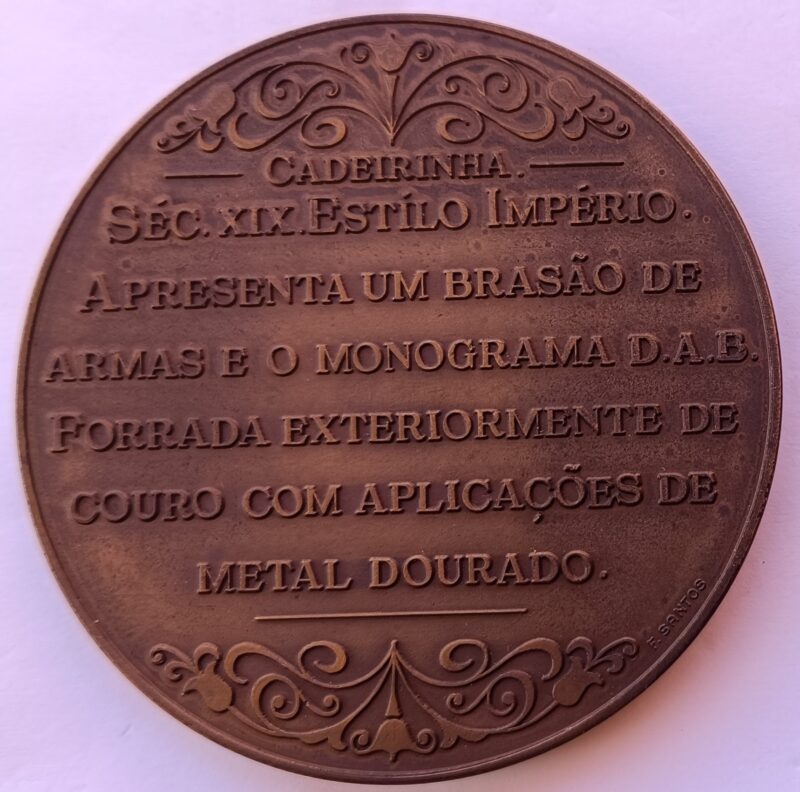 CADEIRINHA.
SÉC. XIX. ESTÍLO IMPÉRIO.
APRESENTA UM BRASÃO DE
ARMAS E O MONOGRAMA D.A.B.
FORRADA EXTERIORMENTE DE
COURO COM APLICAÇÕES DE
METAL DOURADO.
F. SANTOS